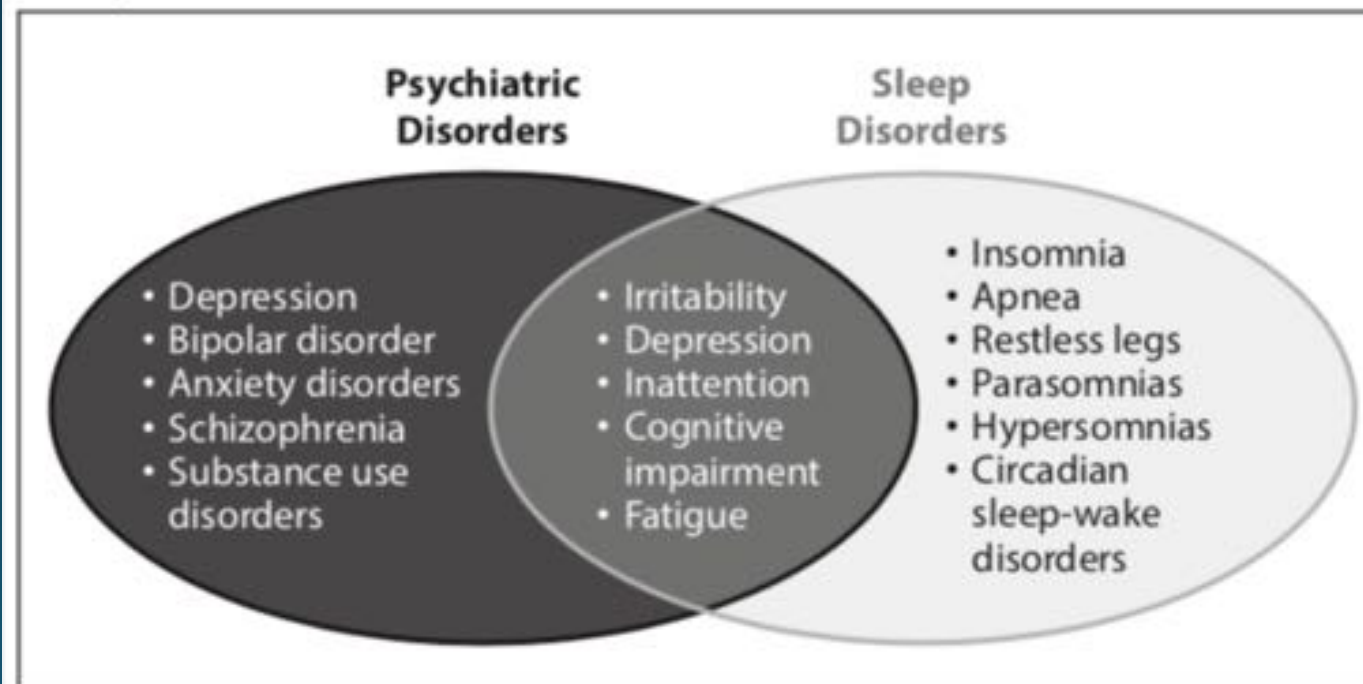 Psychiatric
Disorders
Sleep
Disorders
• Depression
• Bipolar disorder
• Anxiety disorders
• Schizophrenia
• Substance use
disorders
• Irritability
• Depression
• Inattention
• Cognitive
impairment
• Fatigue
• Insomnia
• Apnea
• Restless legs
• Parasomnias
• Hypersomnias
• Circadian
sleep-wake
disorders